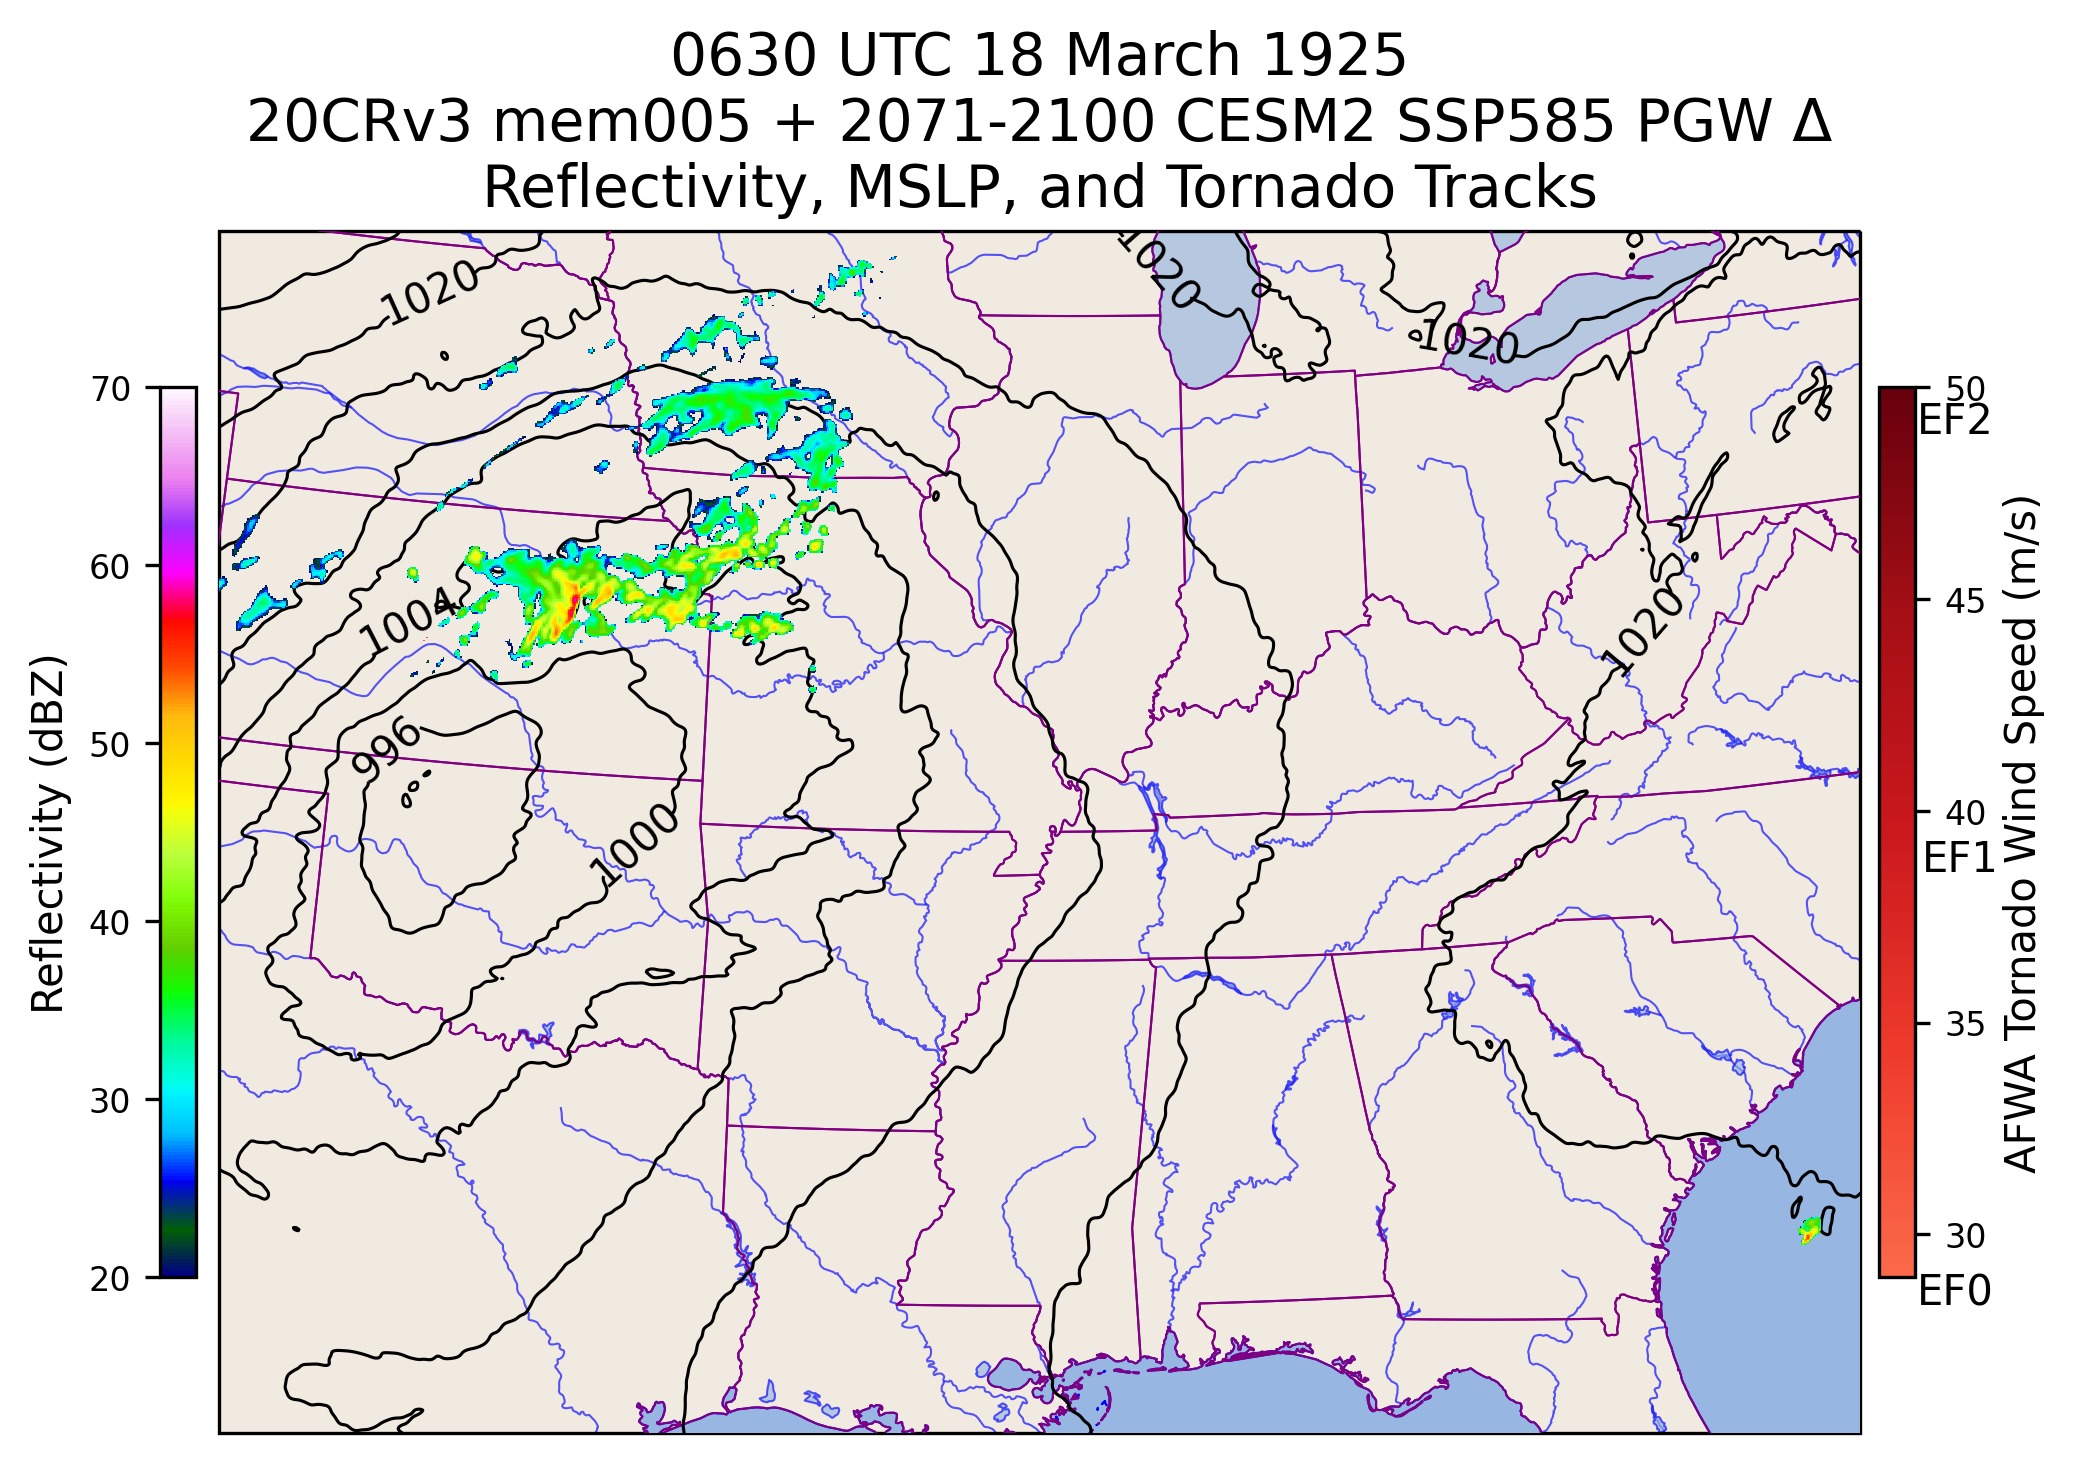 0630 UTC 18 March 1925
20CRv3 mem005 + 2071-2100 CESM2 SSP585 PGW Δ
Reflectivity, MSLP, and Tornado Tracks
1020
1020
1020
1020
1004
996
1000
70
60
50
40
30
20
Reflectivity (dBZ)
50
EF2
45
40
EF1
35
30
EF0
AFWA Tornado Wind Speed (m/s)